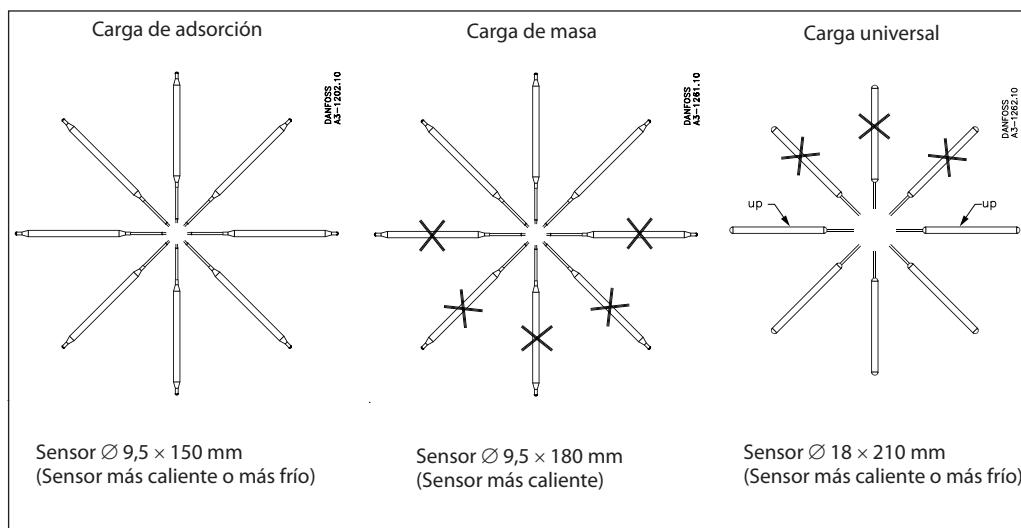 Carga de adsorción
DANFOSS
A3-1202.10
Sensor ∅ 9,5 × 150 mm
(Sensor más caliente o más frío)
Carga de masa
DANFOSS
A3-1261.10
Sensor ∅ 9,5 × 180 mm
(Sensor más caliente)
Carga universal
DANFOSS
A3-1262.10
up
up
Sensor ∅ 18 × 210 mm
(Sensor más caliente o más frío)